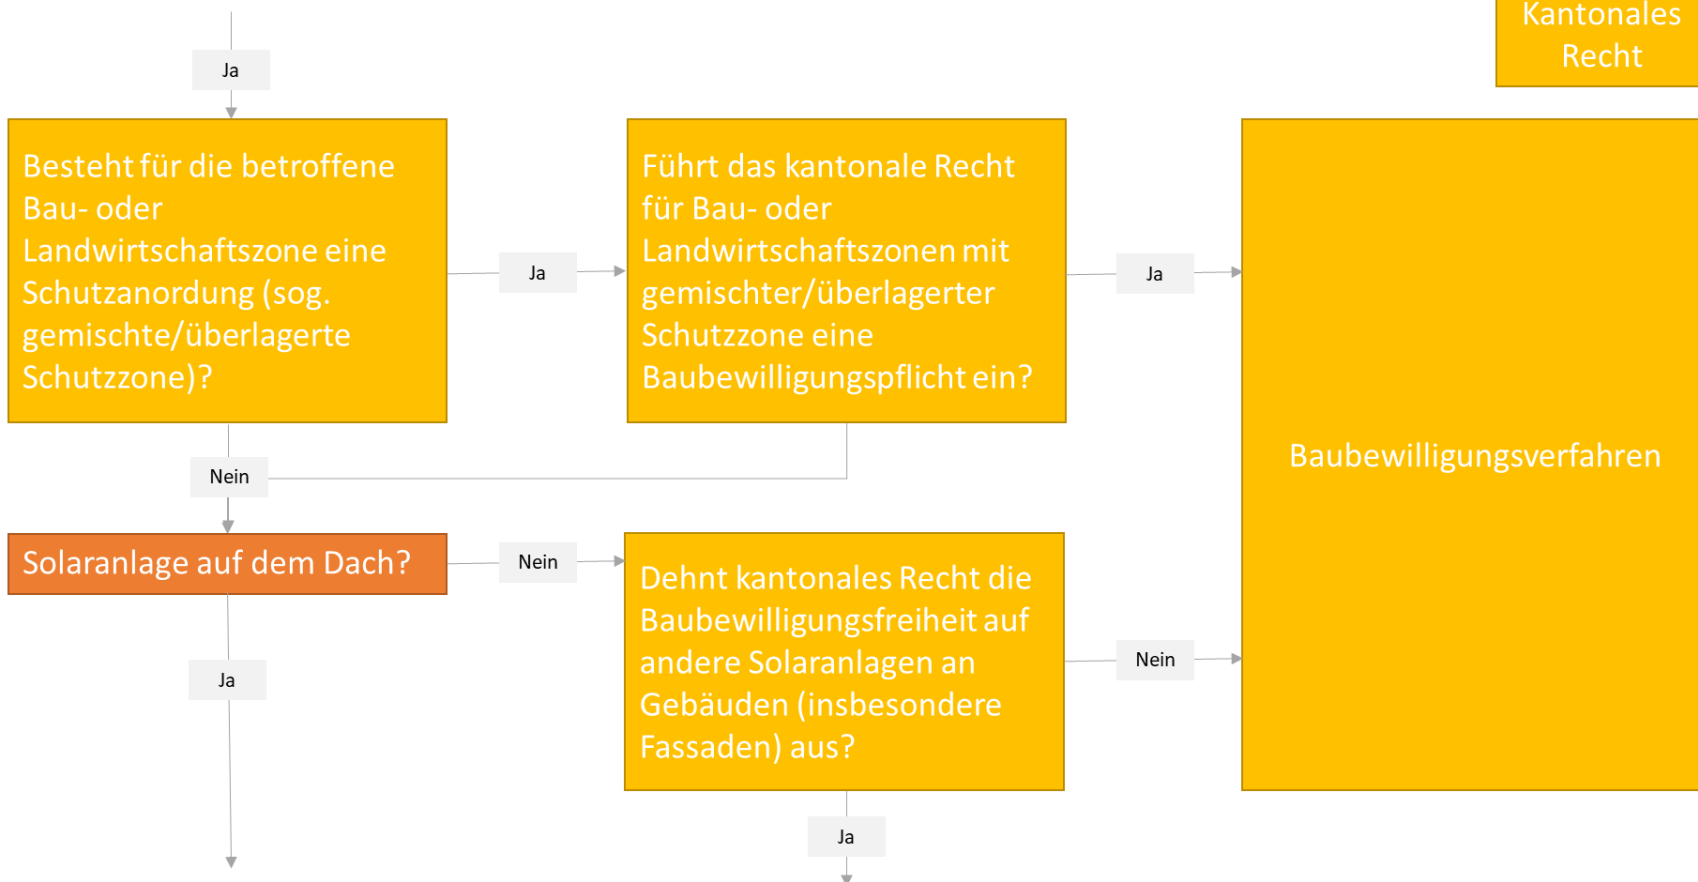 Kantonales
Recht
Ja
Besteht für die betroffene
Bau- oder
Landwirtschaftszone eine
Schutzanordung (sog.
gemischte/überlagerte
Schutzzone)?
Ja
Führt das kantonale Recht
für Bau- oder
Landwirtschaftszonen mit
gemischter/überlagerter
Schutzzone eine
Baubewilligungspflicht ein?
Ja
Baubewilligungsverfahren
Nein
Solaranlage auf dem Dach?
Nein
Dehnt kantonales Recht die
Baubewilligungsfreiheit auf
andere Solaranlagen an
Gebäuden (insbesondere
Fassaden) aus?
Nein
Ja
Ja